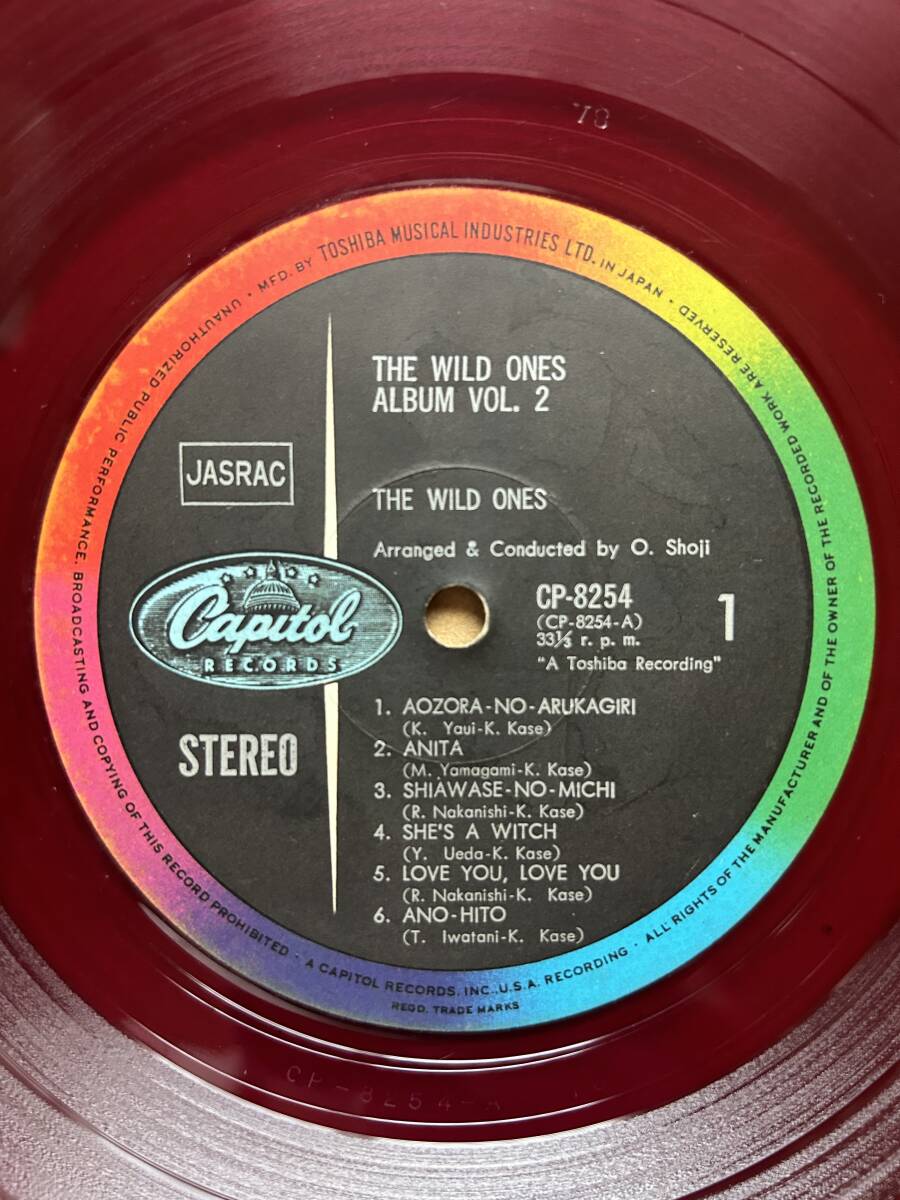 THE WILD ONES
ALBUM VOL. 2
JASRAC
THE WILD ONES
Arranged & Conducted by O. Shoji
CP-8254
(CP-8254-A)
33⅓ r. p. m.
"A Toshiba Recording"
1
Capitol
RECORDS
STEREO
1. AOZORA-NO-ARUKAGIRI
(K. Yaui-K. Kase)
2. ANITA
(M. Yamagami-K. Kase)
3. SHIAWASE-NO-MICHI
(R. Nakanishi-K. Kase)
4. SHE'S A WITCH
(Y. Ueda-K. Kase)
5. LOVE YOU, LOVE YOU
(R. Nakanishi-K. Kase)
6. ANO-HITO
(T. Iwatani-K. Kase)
MFD. BY TOSHIBA MUSICAL INDUSTRIES LTD. IN JAPAN ·
ALL RIGHTS OF THE MANUFACTURER AND OF THE OWNER OF THE RECORDED WORK ARE RESERVED
UNAUTHORIZED PUBLIC PERFORMANCE, BROADCASTING AND COPYING OF THIS RECORD PROHIBITED ·
A CAPITOL RECORDS, INC., U.S.A. RECORDING ·
REGD. TRADE MARKS
CP-8254-A